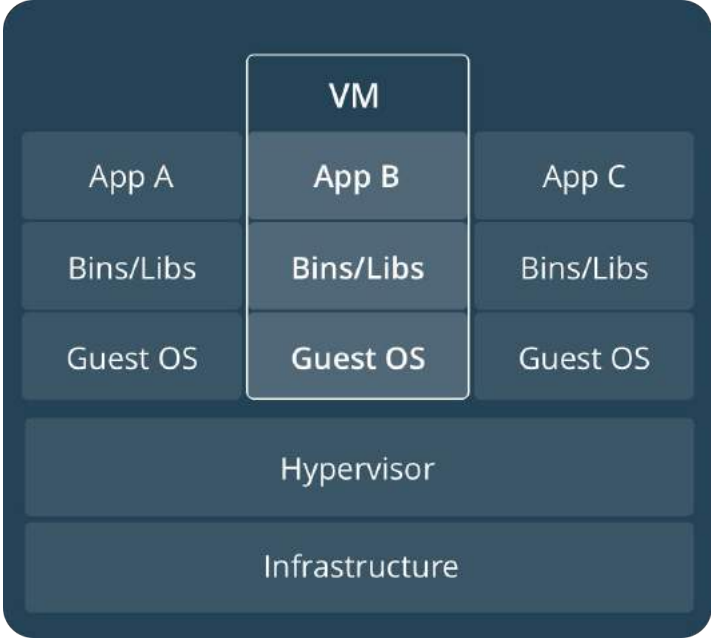 VM
App A
App B
App C
Bins/Libs
Bins/Libs
Bins/Libs
Guest OS
Guest OS
Guest OS
Hypervisor
Infrastructure